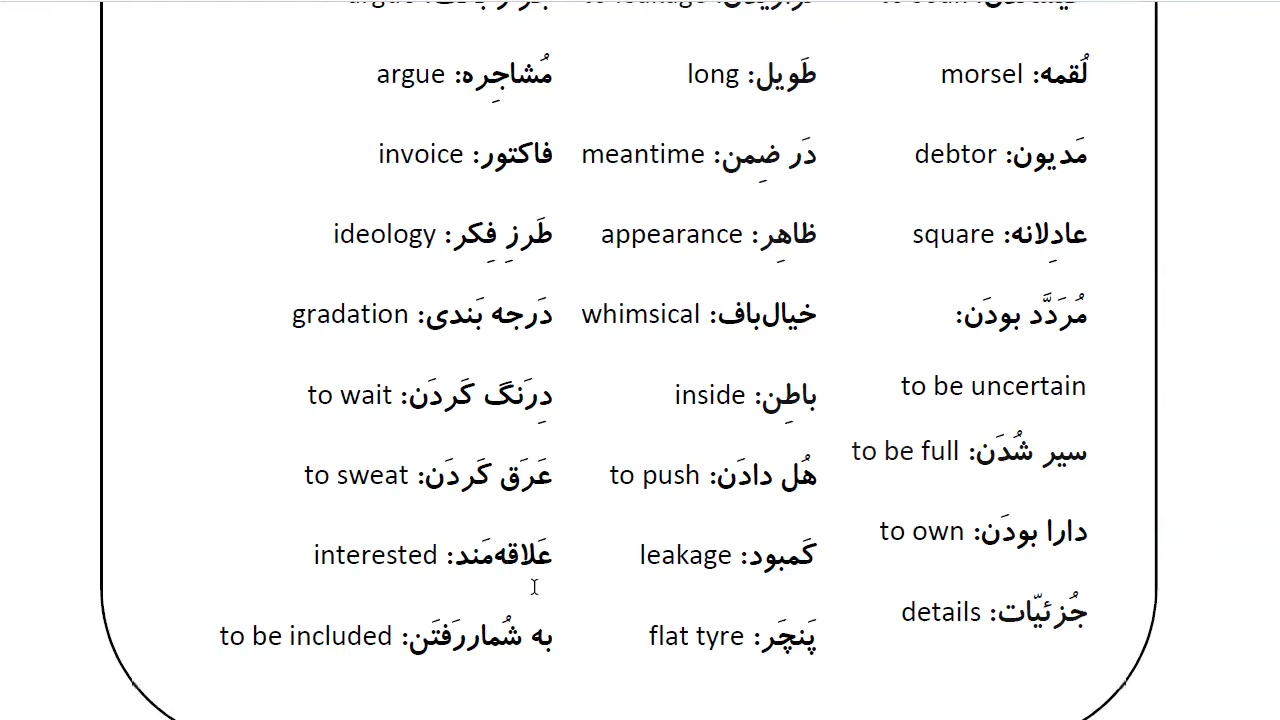 لُقمه: morsel
مَدیون: debtor
عادِلانه: square
مُرَدَّد بودَن:
to be uncertain
سیر شُدَن: to be full
دارا بودَن: to own
جُزئیّات: details
طَویل: long
دَر ضِمن: meantime
ظاهِر: appearance
خیال‌باف: whimsical
باطِن: inside
هُل دادَن: to push
کَمبود: leakage
پَنچَر: flat tyre
مُشاجِره: argue
فاکتور: invoice
طَرزِ فِکر: ideology
دَرجه بَندی: gradation
دِرَنگ کَردَن: to wait
عَرَق کَردَن: to sweat
عَلاقه‌مَند: interested
به شُماررَفتَن: to be included